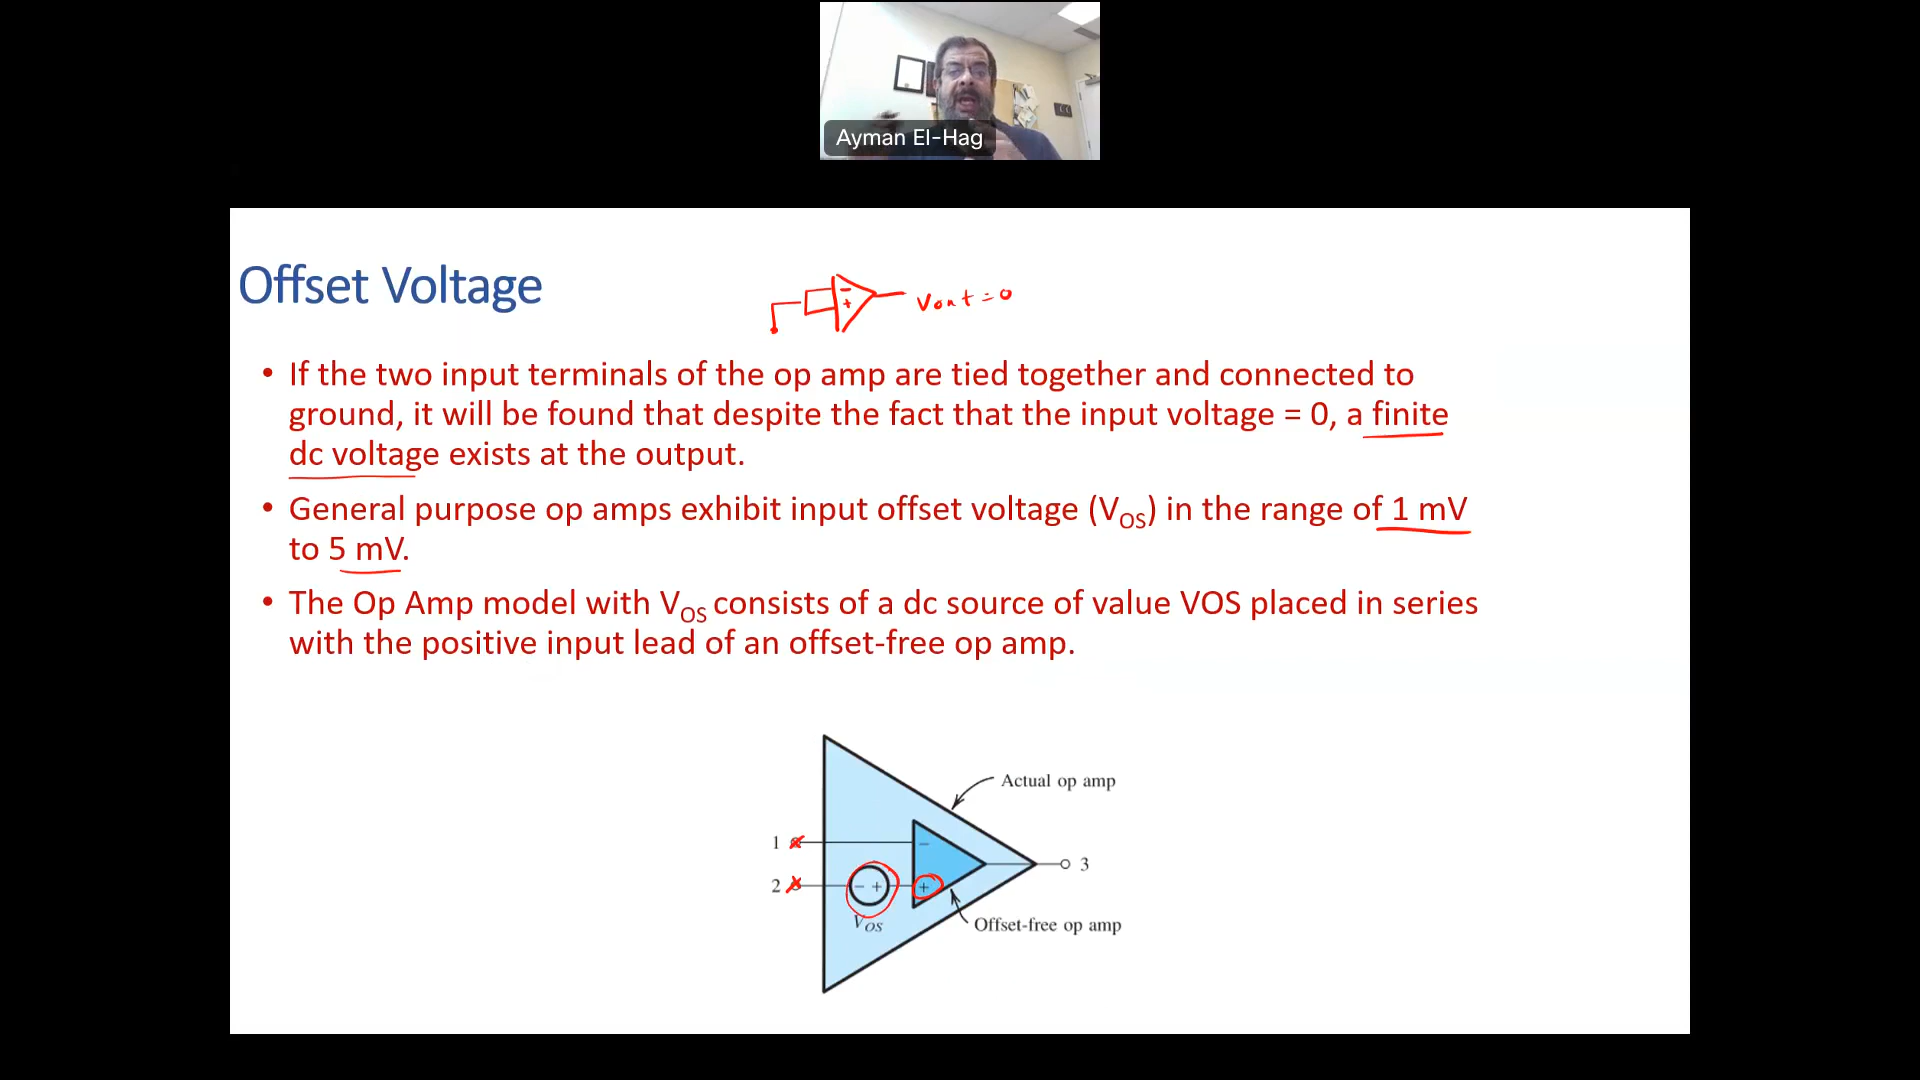 Ayman El-Hag
Offset Voltage
- + Vout = 0
• If the two input terminals of the op amp are tied together and connected to
ground, it will be found that despite the fact that the input voltage = 0, a finite
dc voltage exists at the output.
• General purpose op amps exhibit input offset voltage (VOS) in the range of 1 mV
to 5 mV.
• The Op Amp model with VOS consists of a dc source of value VOS placed in series
with the positive input lead of an offset-free op amp.
Actual op amp
1 −
3
2 − + +
VOS
Offset-free op amp